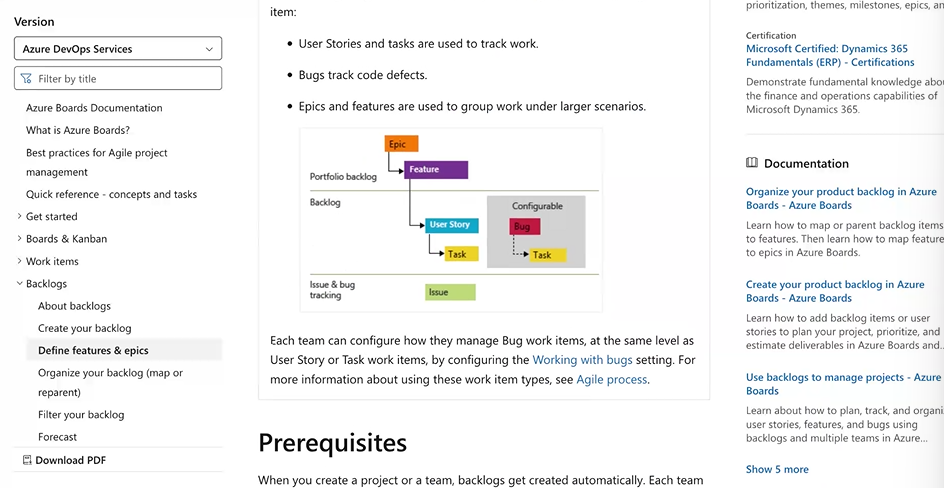 Version
Azure DevOps Services
Filter by title
Azure Boards Documentation
What is Azure Boards?
Best practices for Agile project
management
Quick reference - concepts and tasks
Get started
Boards & Kanban
Work items
Backlogs
About backlogs
Create your backlog
Define features & epics
Organize your backlog (map or
reparent)
Filter your backlog
Forecast
Download PDF
item:
• User Stories and tasks are used to track work.
• Bugs track code defects.
• Epics and features are used to group work under larger scenarios.
Epic
Feature
Portfolio backlog
Backlog
Configurable
User Story
Bug
Task
Task
Issue & bug
tracking
Issue
Each team can configure how they manage Bug work items, at the same level as
User Story or Task work items, by configuring the Working with bugs setting. For
more information about using these work item types, see Agile process.
Prerequisites
When you create a project or a team, backlogs get created automatically. Each team
prioritization, themes, milestones, epics, an
Certification
Microsoft Certified: Dynamics 365
Fundamentals (ERP) - Certifications
Demonstrate fundamental knowledge abou
the finance and operations capabilities of
Microsoft Dynamics 365.
Documentation
Organize your product backlog in Azure
Boards - Azure Boards
Learn how to map or parent backlog items
to features. Then learn how to map feature
to epics in Azure Boards.
Create your product backlog in Azure
Boards - Azure Boards
Learn how to add backlog items or user
stories to plan your project, prioritize, and
estimate deliverables in Azure Boards and...
Use backlogs to manage projects - Azure
Boards
Learn about how to plan, track, and organi
user stories, features, and bugs using
backlogs and multiple teams in Azure...
Show 5 more